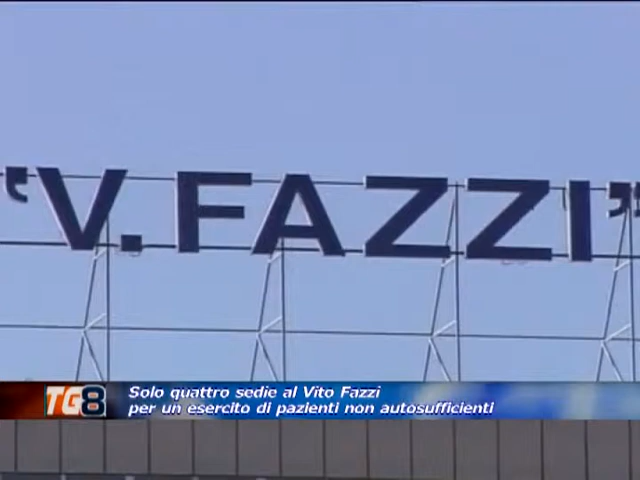 "V. FAZZI"
TG8
Solo quattro sedie al Vito Fazzi
per un esercito di pazienti non autosufficienti